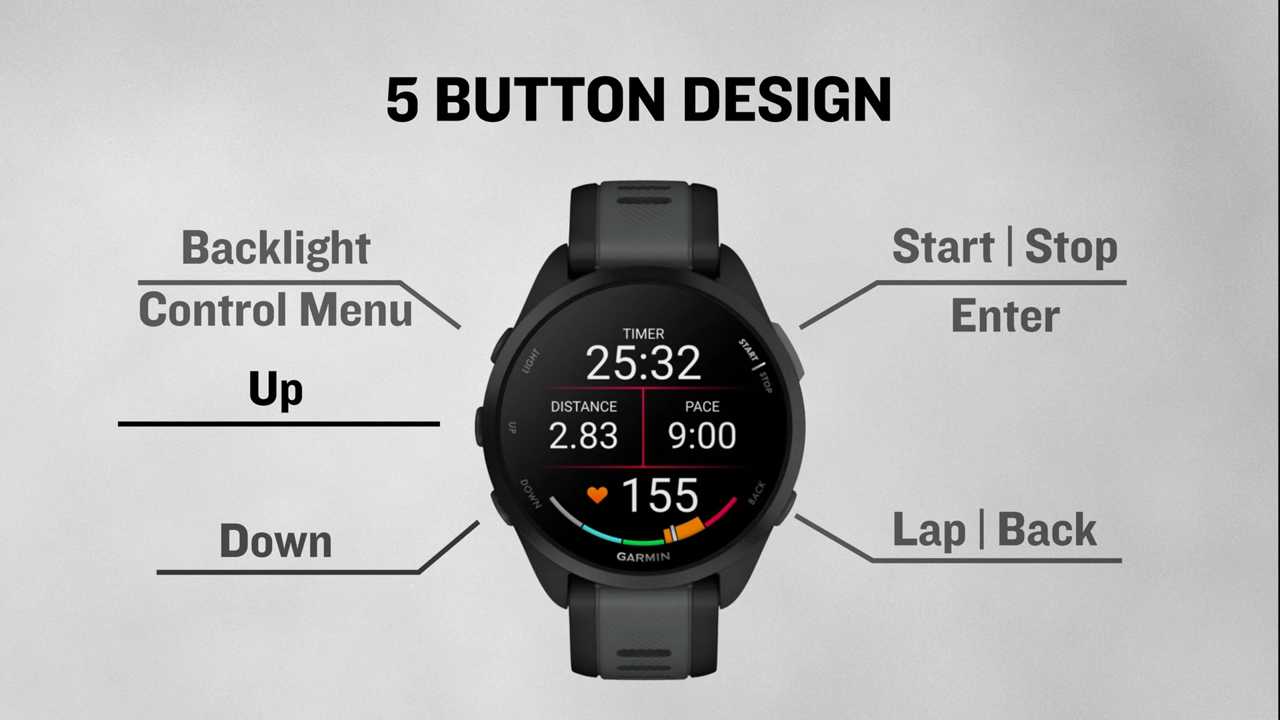 5 BUTTON DESIGN
Backlight
Control Menu
Up
Down
Start | Stop
Enter
Lap | Back
LIGHT
UP
DOWN
START | STOP
BACK
TIMER
25:32
DISTANCE PACE
2.83 9:00
155
GARMIN